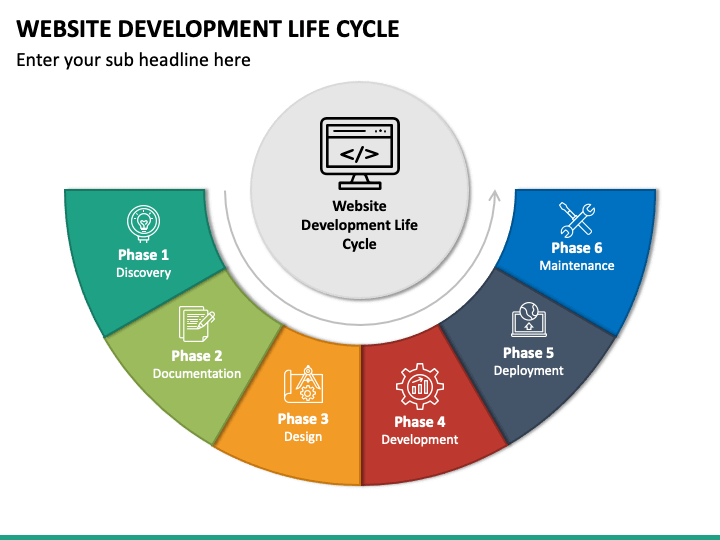 WEBSITE DEVELOPMENT LIFE CYCLE
Enter your sub headline here
</>
Website
Development Life
Cycle
Phase 1
Discovery
Phase 2
Documentation
Phase 3
Design
Phase 4
Development
Phase 5
Deployment
Phase 6
Maintenance